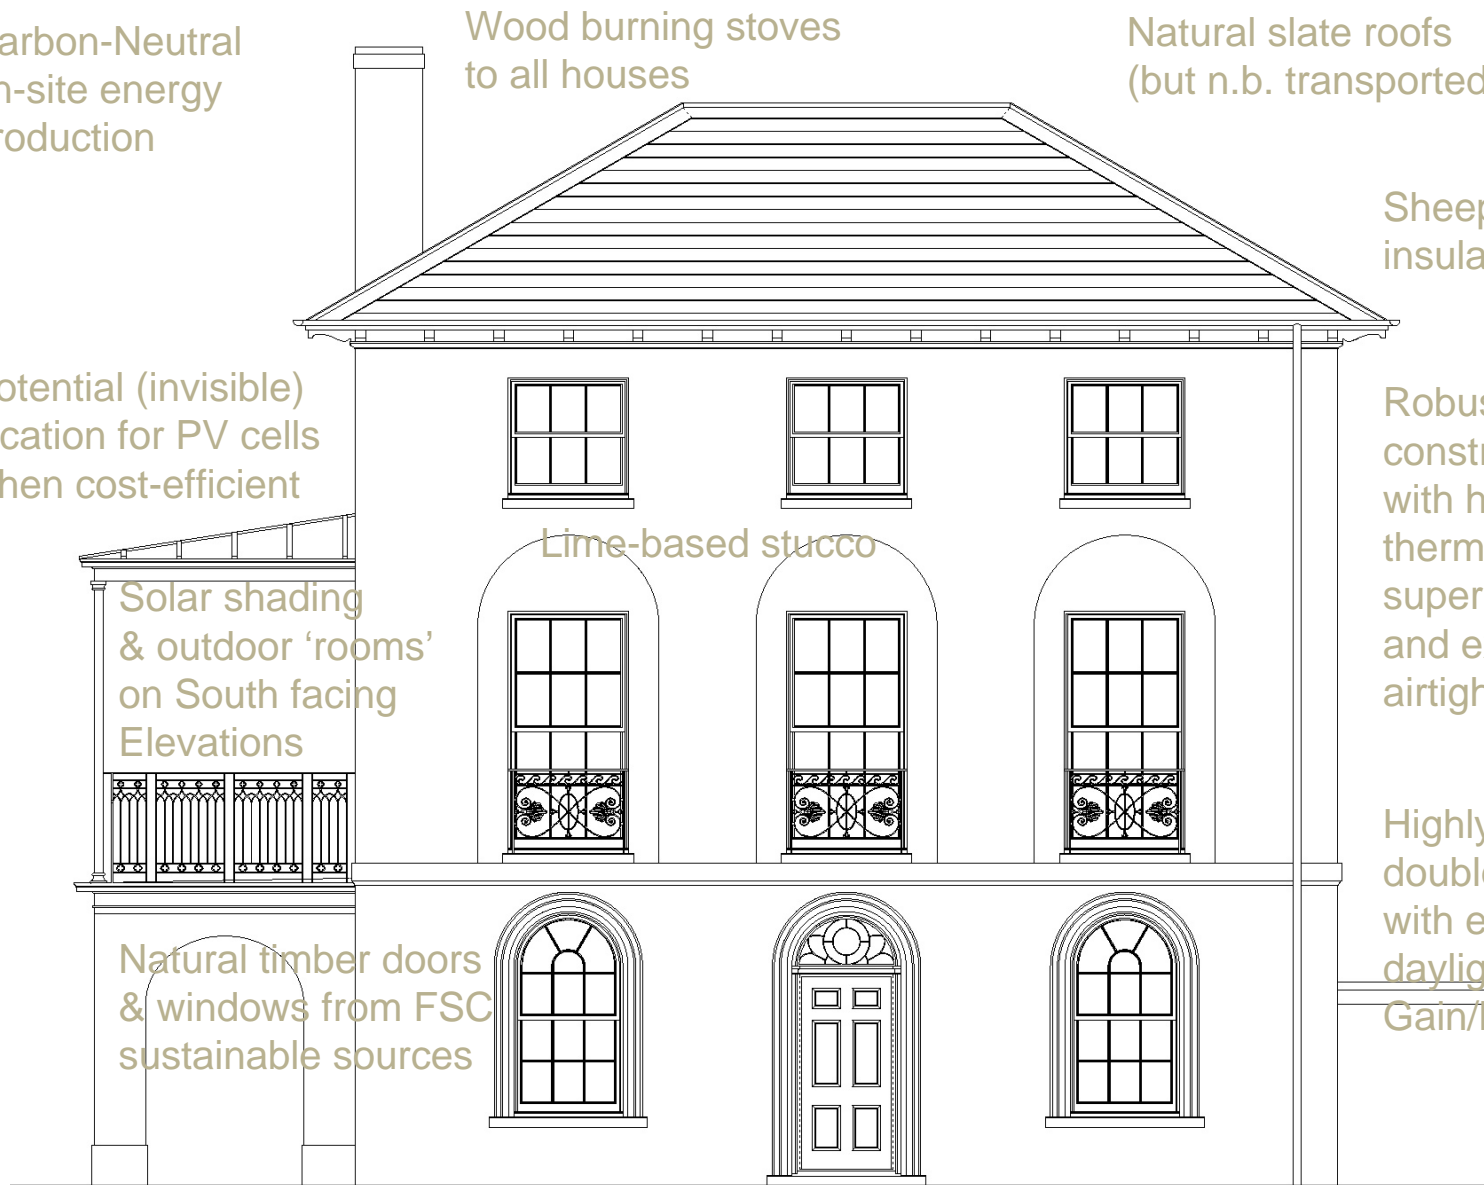 arbon-Neutral
n-site energy
roduction
Wood burning stoves
to all houses
Natural slate roofs
(but n.b. transported
Sheep
insula
otential (invisible)
cation for PV cells
hen cost-efficient
Robus
constr
with h
therm
super
and e
airtigh
Lime-based stucco
Solar shading
& outdoor ‘rooms’
on South facing
Elevations
Highly
double
with e
daylig
Gain/
Natural timber doors
& windows from FSC
sustainable sources